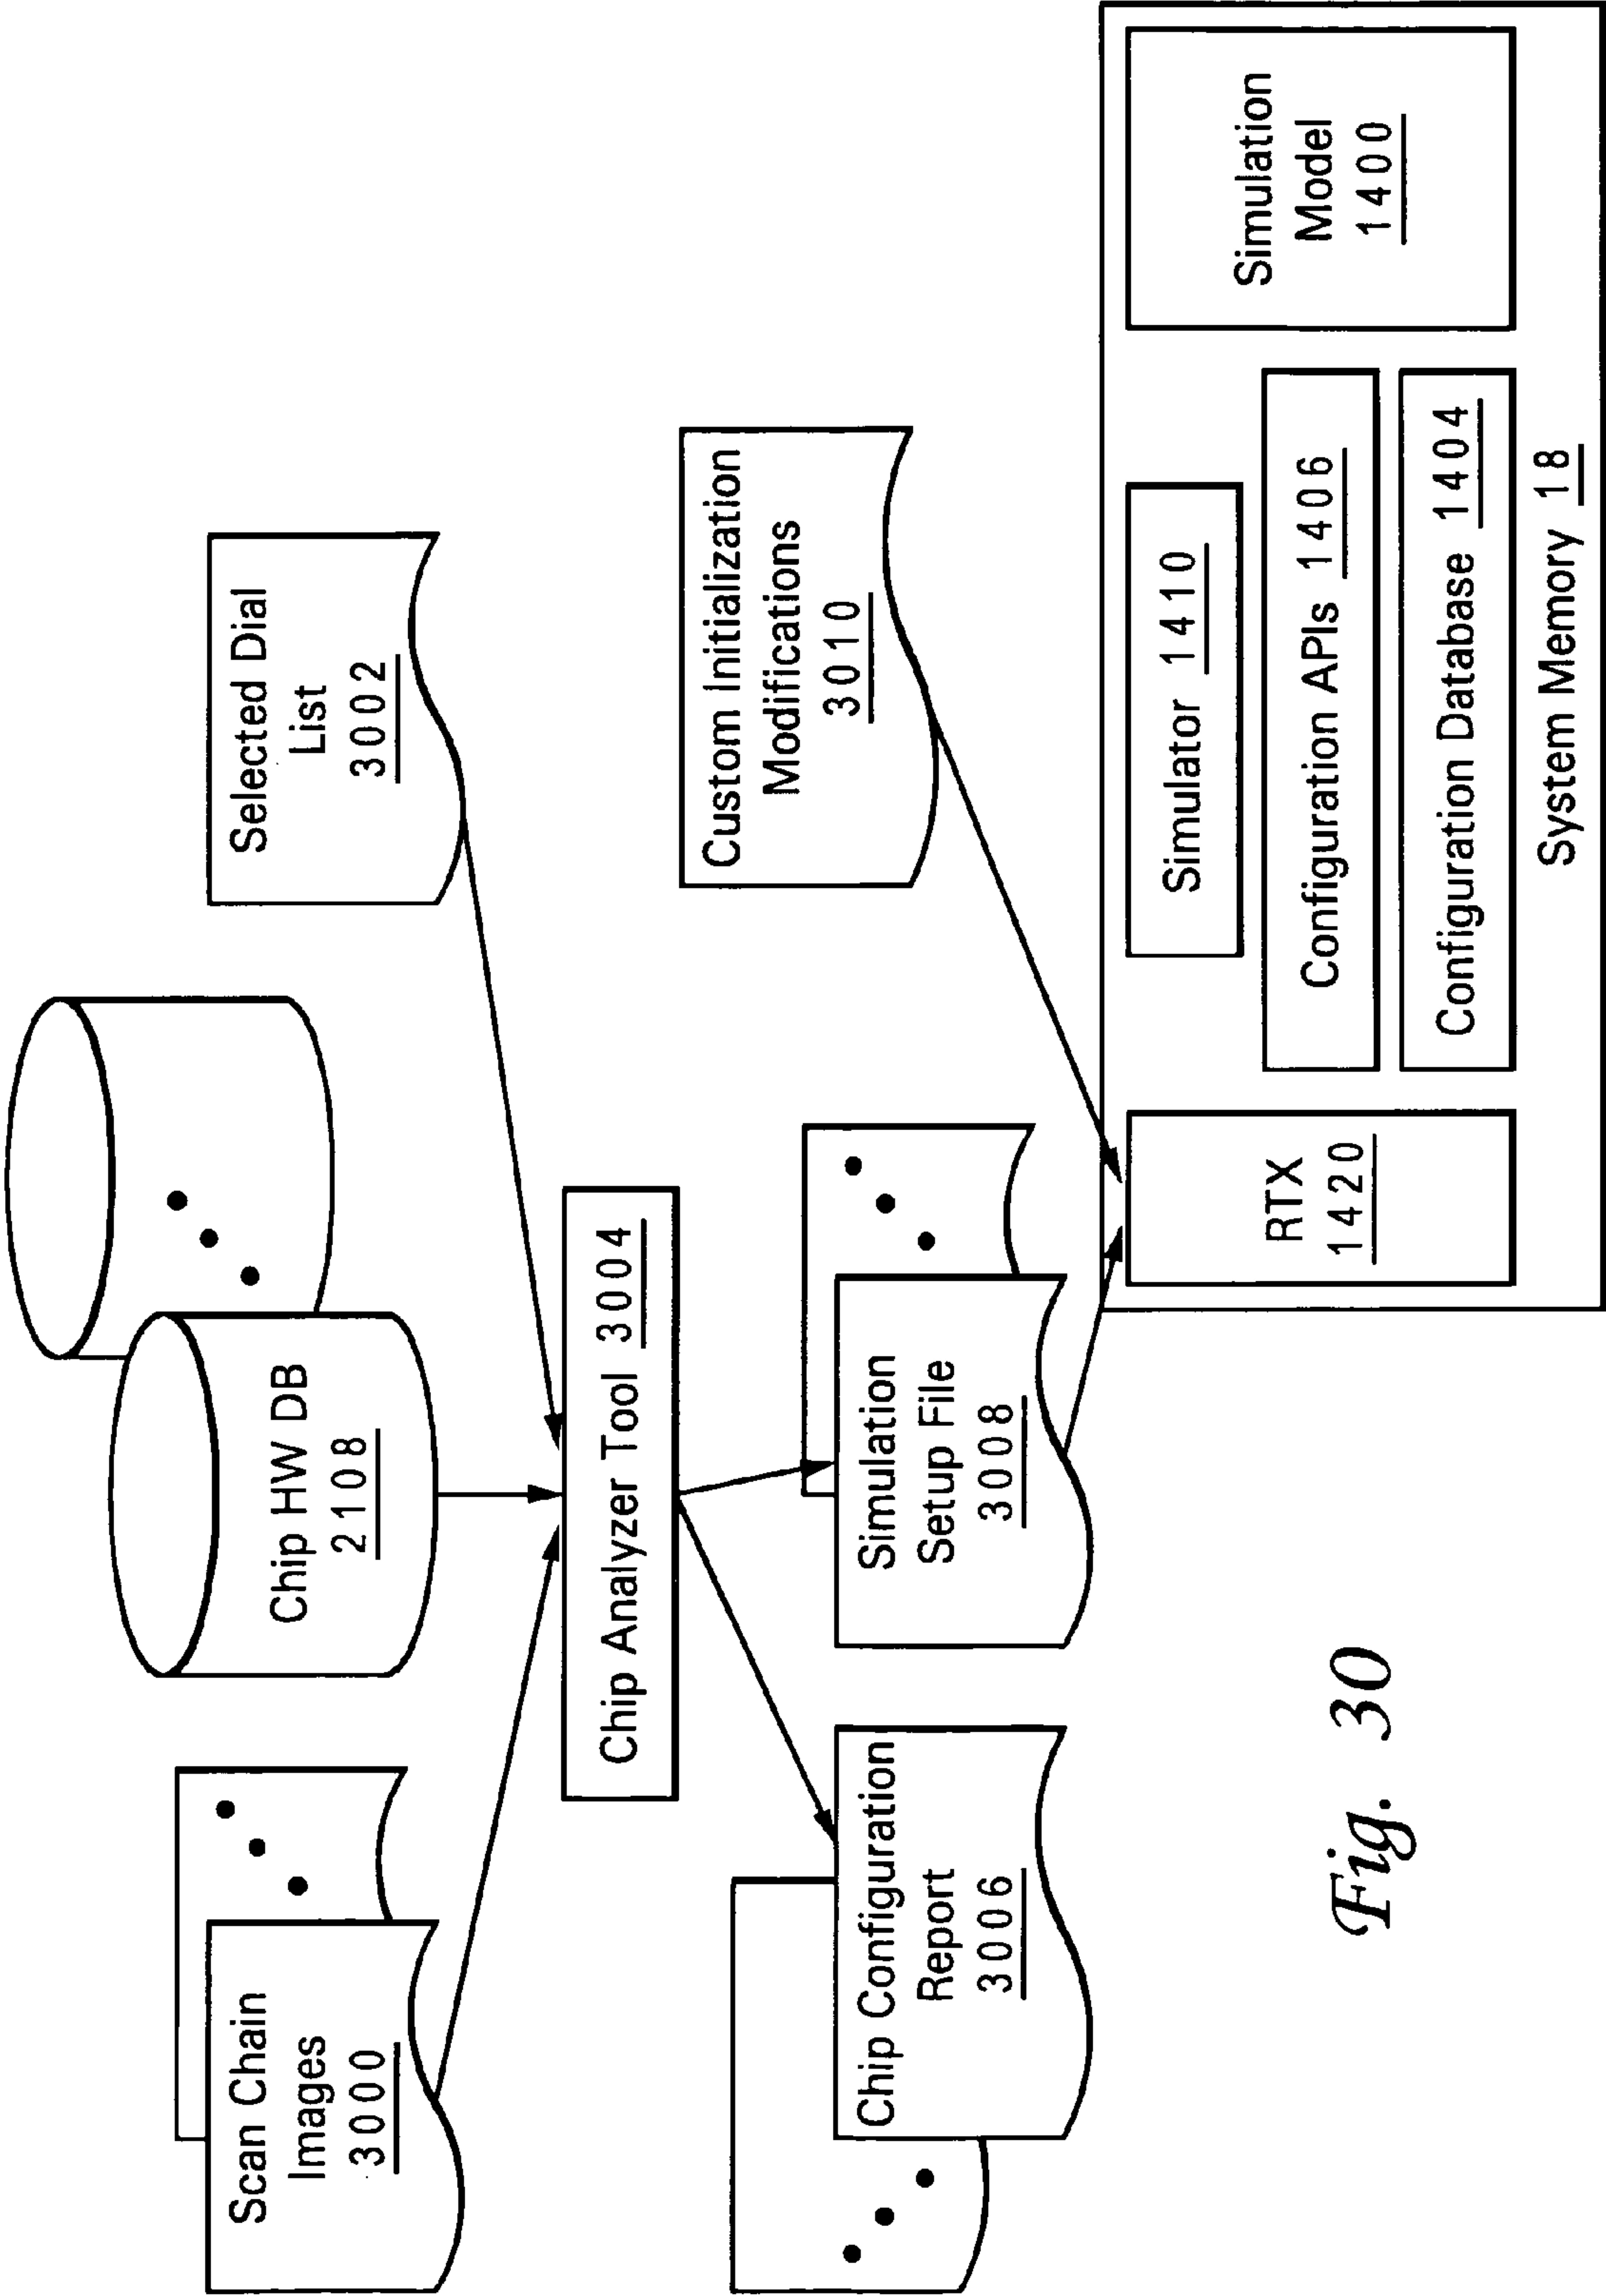 Scan Chain
Images
3000
Chip HW DB
2108
Selected Dial
List
3002
Chip Analyzer Tool 3004
Chip Configuration
Report
3006
Simulation
Setup File
3008
Custom Initialization
Modifications
3010
RTX
1420
Simulator 1410
Configuration APIs 1406
Configuration Database 1404
Simulation
Model
1400
System Memory 18
Fig. 30